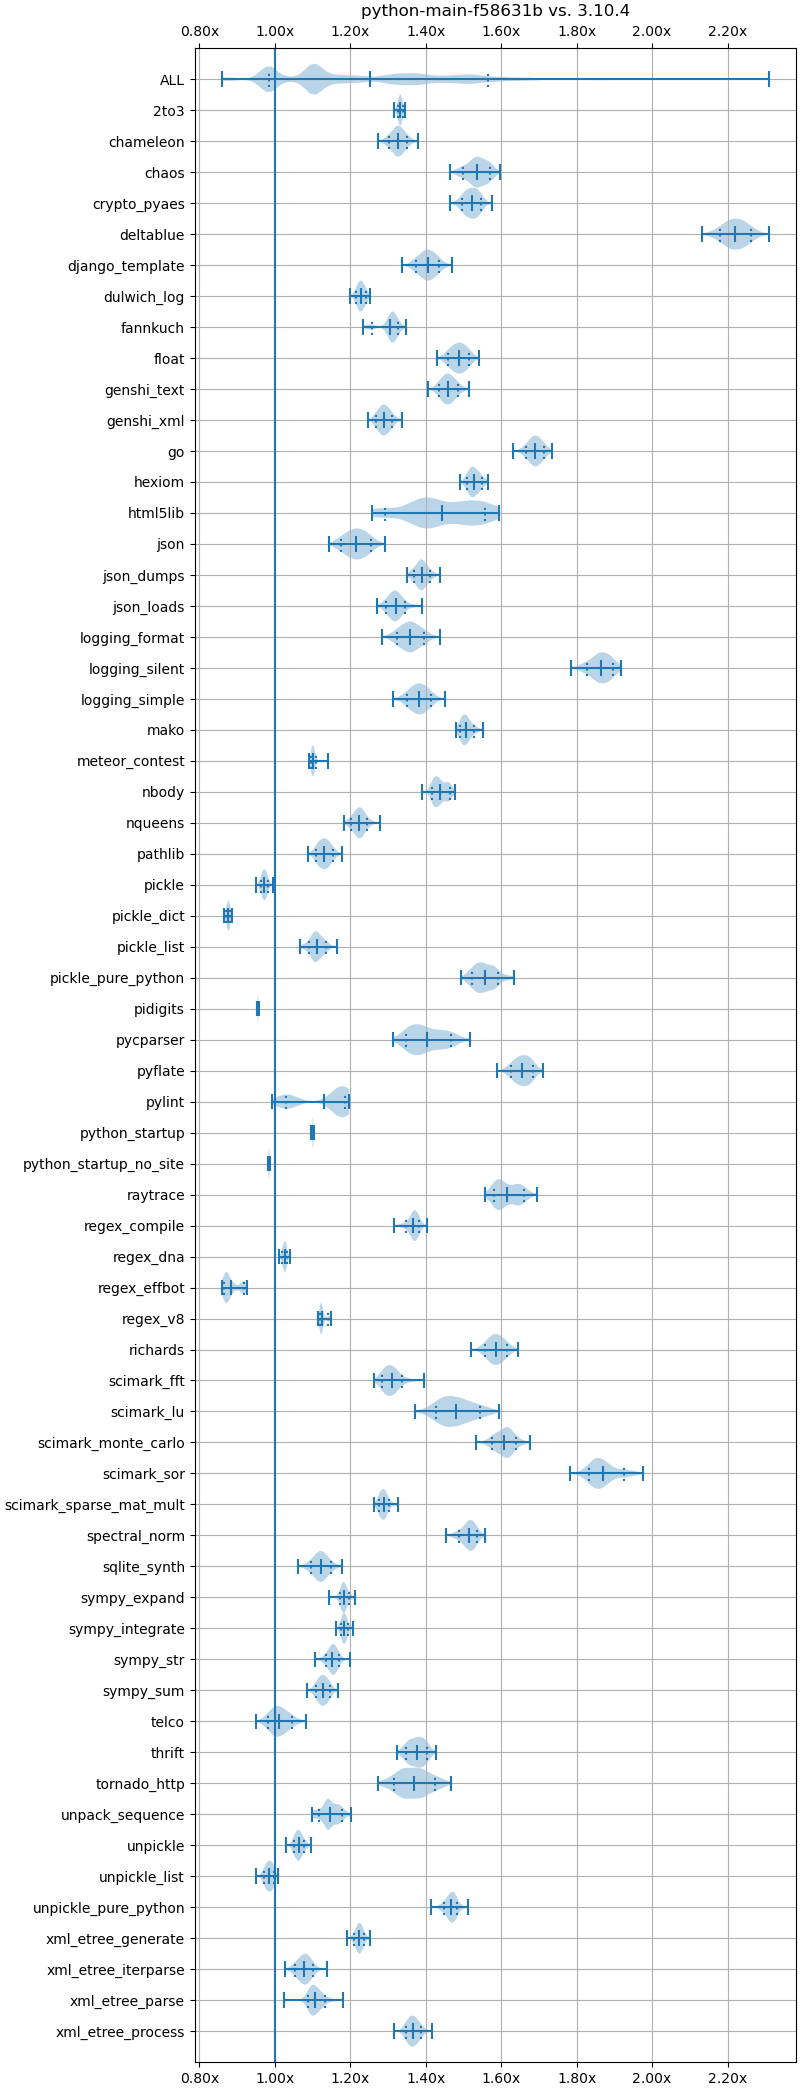 python-main-f58631b vs. 3.10.4
0.80x 1.00x 1.20x 1.40x 1.60x 1.80x 2.00x 2.20x
ALL
2to3
chameleon
chaos
crypto_pyaes
deltablue
django_template
dulwich_log
fannkuch
float
genshi_text
genshi_xml
go
hexiom
html5lib
json
json_dumps
json_loads
logging_format
logging_silent
logging_simple
mako
meteor_contest
nbody
nqueens
pathlib
pickle
pickle_dict
pickle_list
pickle_pure_python
pidigits
pycparser
pyflate
pylint
python_startup
python_startup_no_site
raytrace
regex_compile
regex_dna
regex_effbot
regex_v8
richards
scimark_fft
scimark_lu
scimark_monte_carlo
scimark_sor
scimark_sparse_mat_mult
spectral_norm
sqlite_synth
sympy_expand
sympy_integrate
sympy_str
sympy_sum
telco
thrift
tornado_http
unpack_sequence
unpickle
unpickle_list
unpickle_pure_python
xml_etree_generate
xml_etree_iterparse
xml_etree_parse
xml_etree_process
0.80x 1.00x 1.20x 1.40x 1.60x 1.80x 2.00x 2.20x